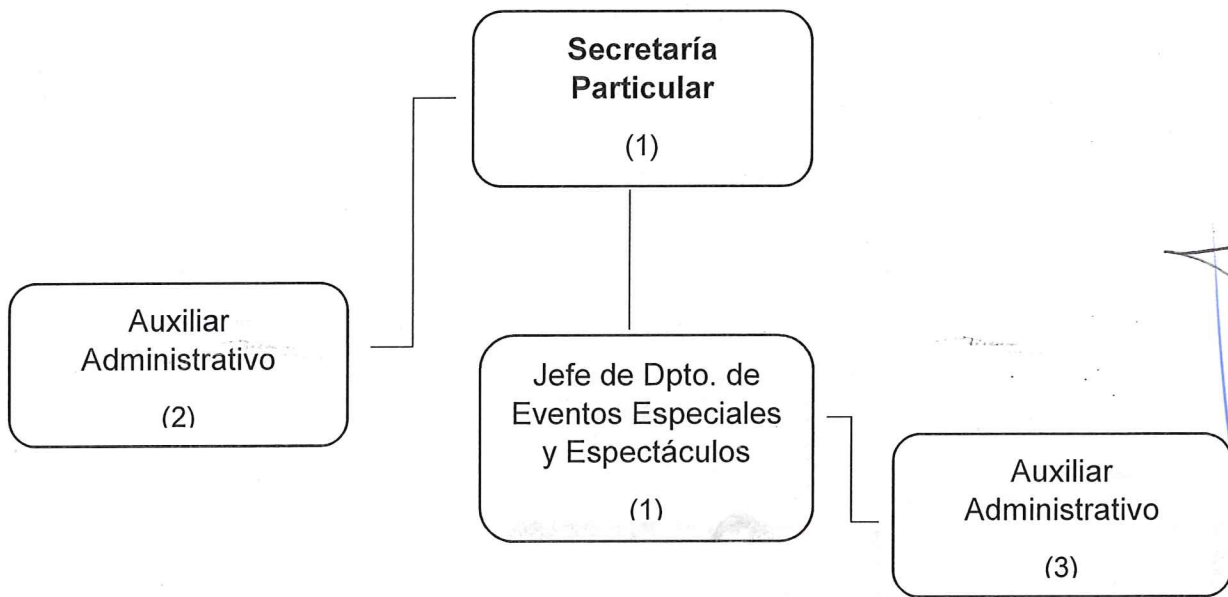 Secretaría
Particular
(1)
Auxiliar
Administrativo
(2)
Jefe de Dpto. de
Eventos Especiales
y Espectáculos
(1)
Auxiliar
Administrativo
(3)